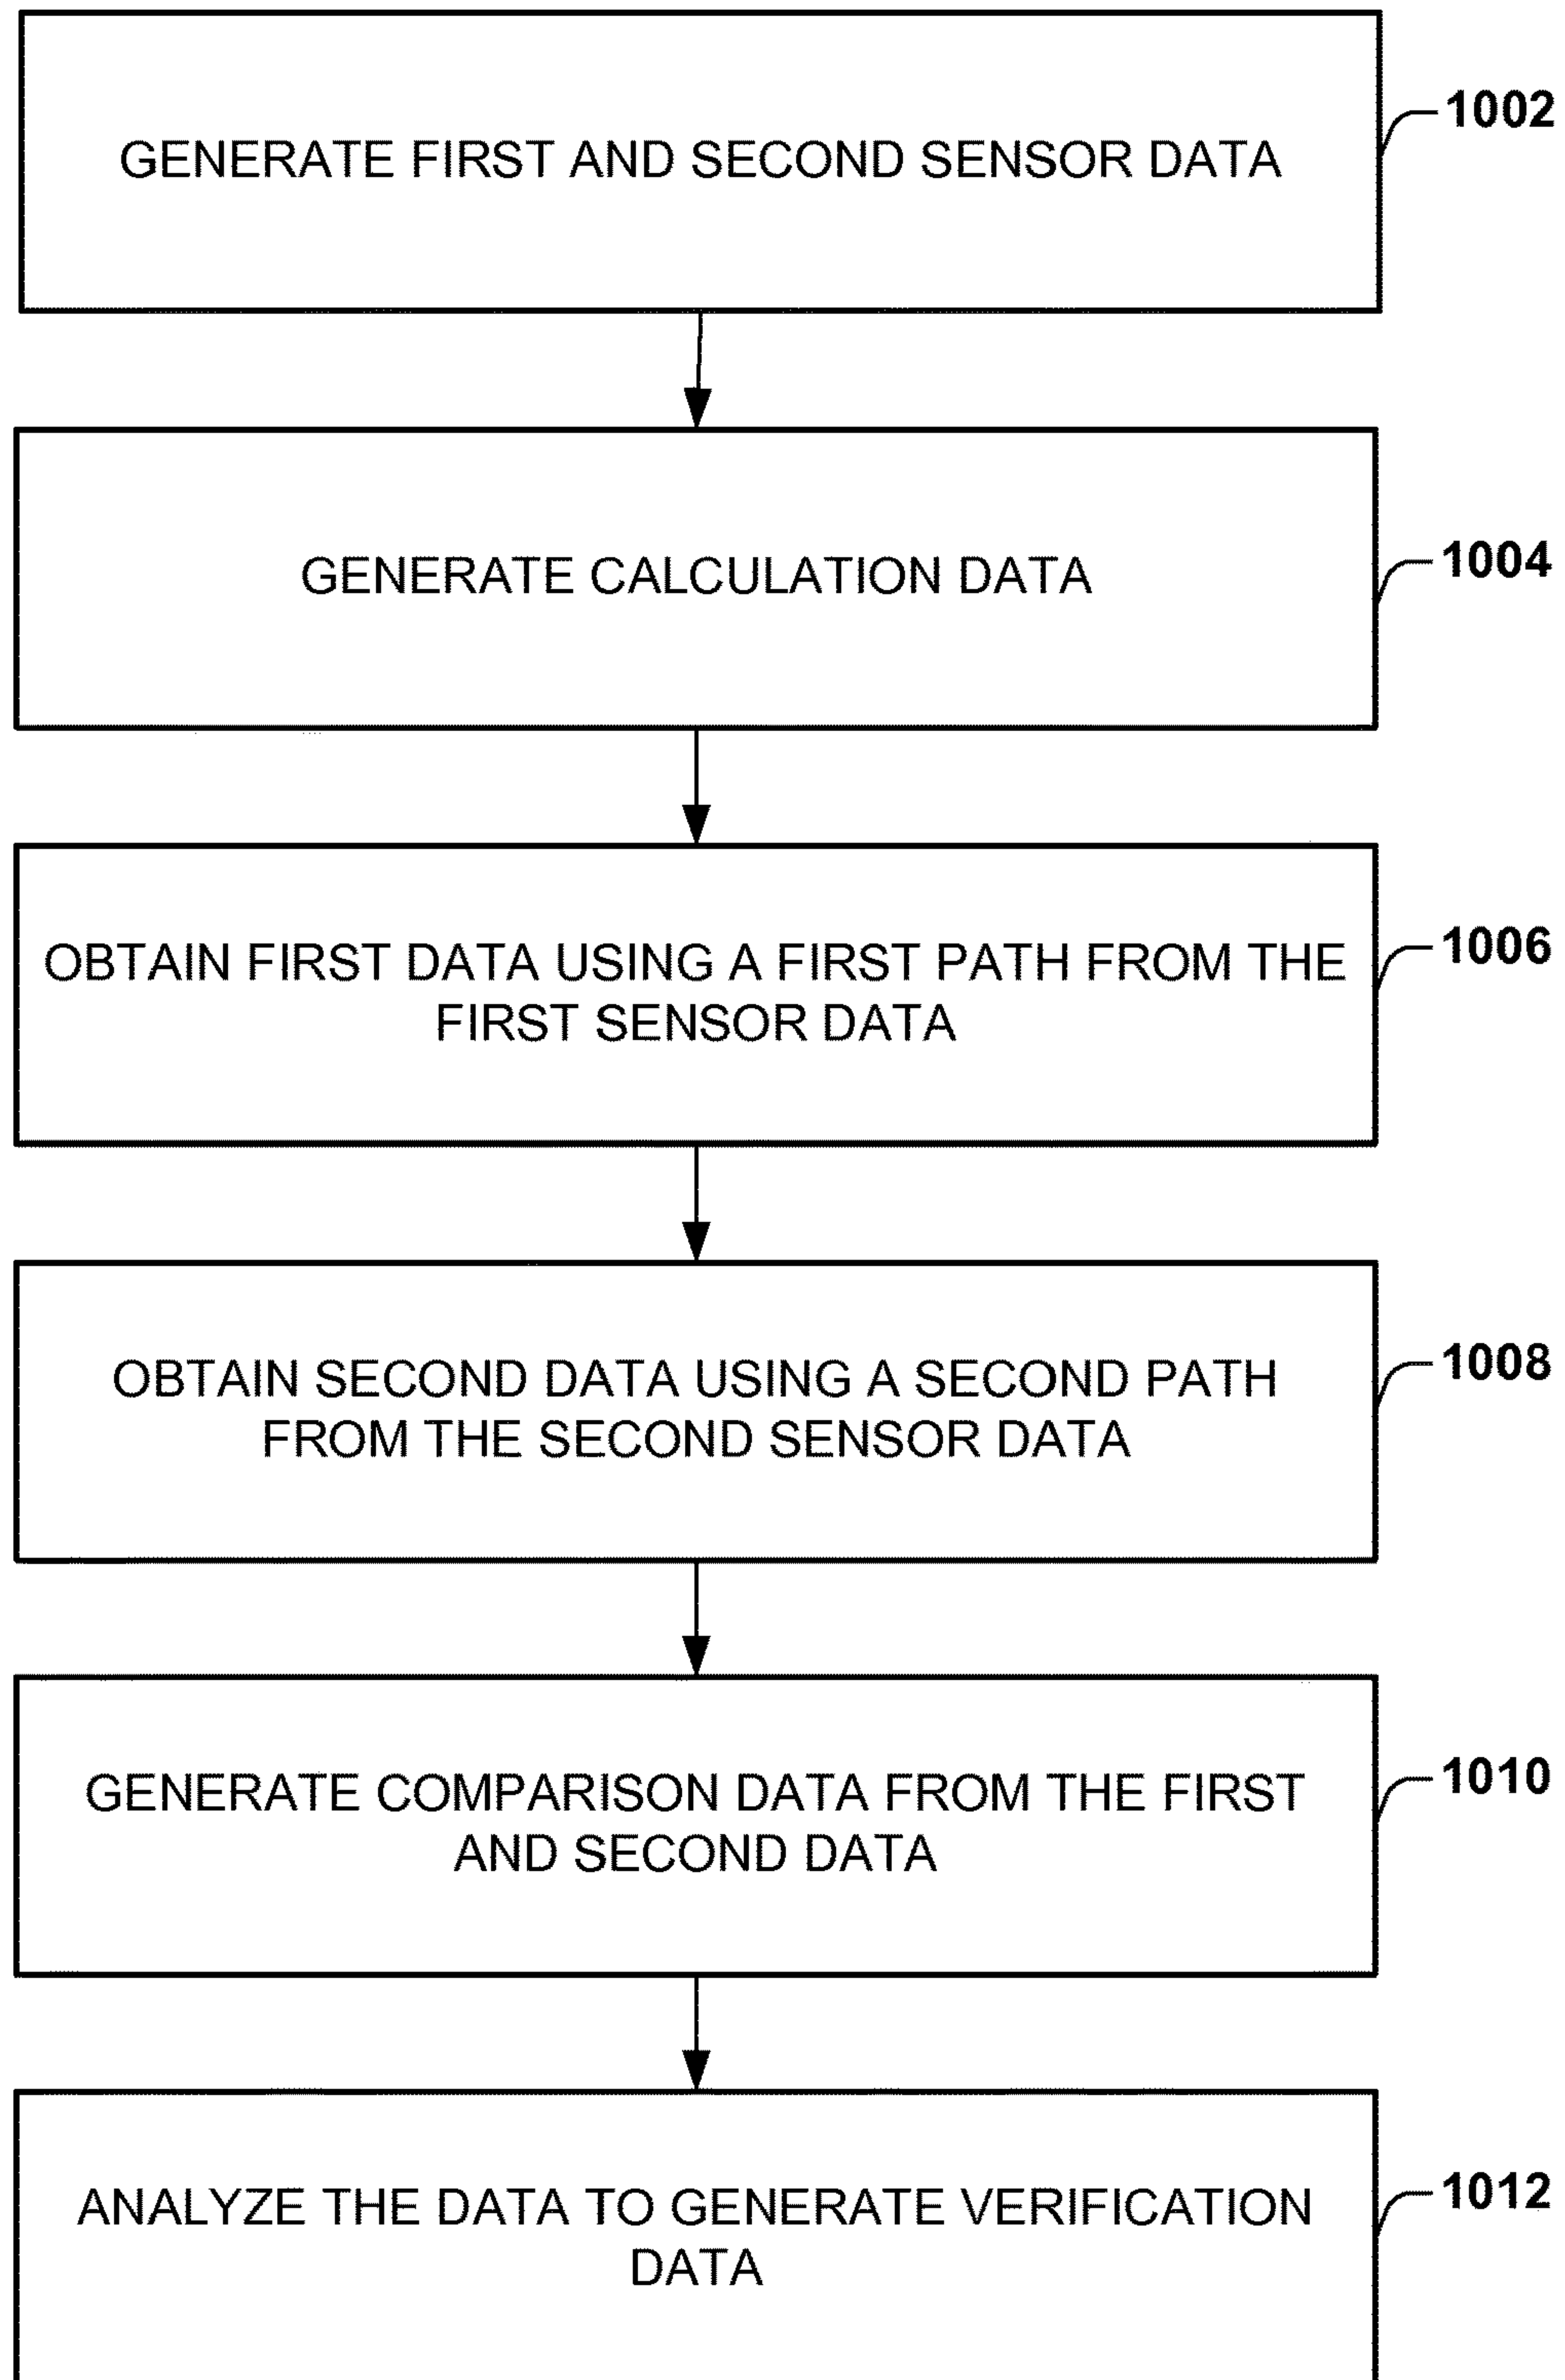 GENERATE FIRST AND SECOND SENSOR DATA
1002
GENERATE CALCULATION DATA
1004
OBTAIN FIRST DATA USING A FIRST PATH FROM THE
FIRST SENSOR DATA
1006
OBTAIN SECOND DATA USING A SECOND PATH
FROM THE SECOND SENSOR DATA
1008
GENERATE COMPARISON DATA FROM THE FIRST
AND SECOND DATA
1010
ANALYZE THE DATA TO GENERATE VERIFICATION
DATA
1012